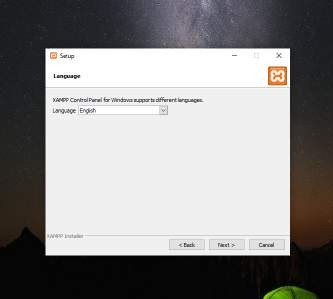 Setup
Language
XAMPP Control Panel for Windows supports different languages.
Language English
XAMPP Installer
< Back Next > Cancel